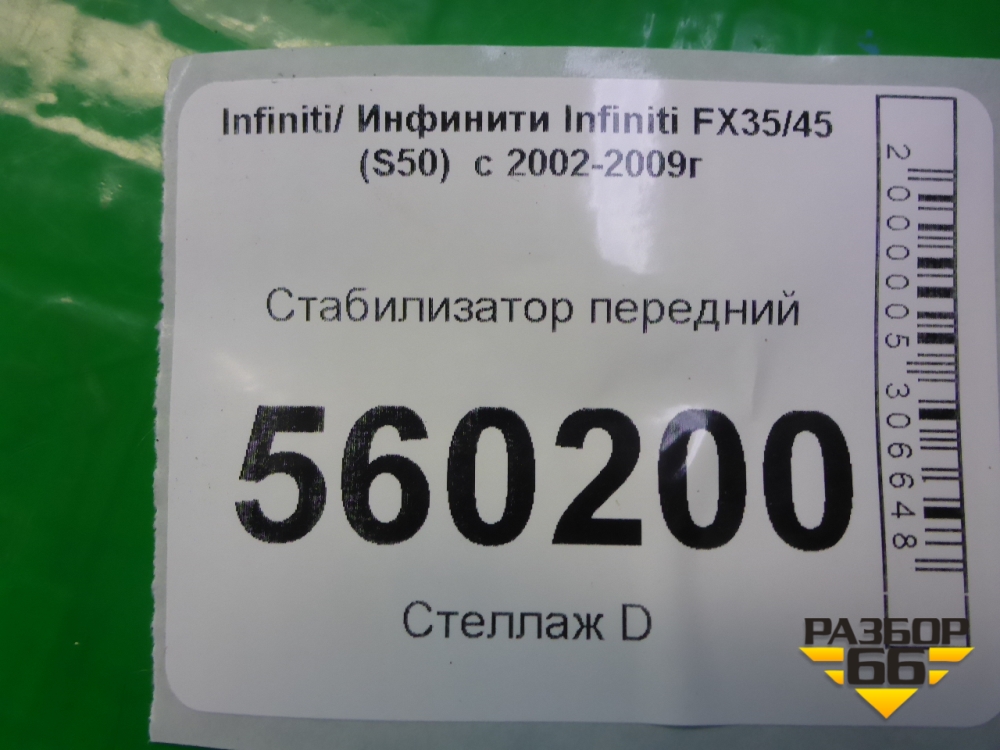 Infiniti/ Инфинити Infiniti FX35/45
(S50) с 2002-2009г
Стабилизатор передний
560200
Стеллаж D
2000005306648
РАЗБОР
66